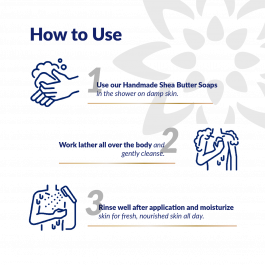 How to Use
1
Use our Handmade Shea Butter Soaps
in the shower on damp skin.
2
Work lather all over the body and
gently cleanse.
3
Rinse well after application and moisturize
skin for fresh, nourished skin all day.